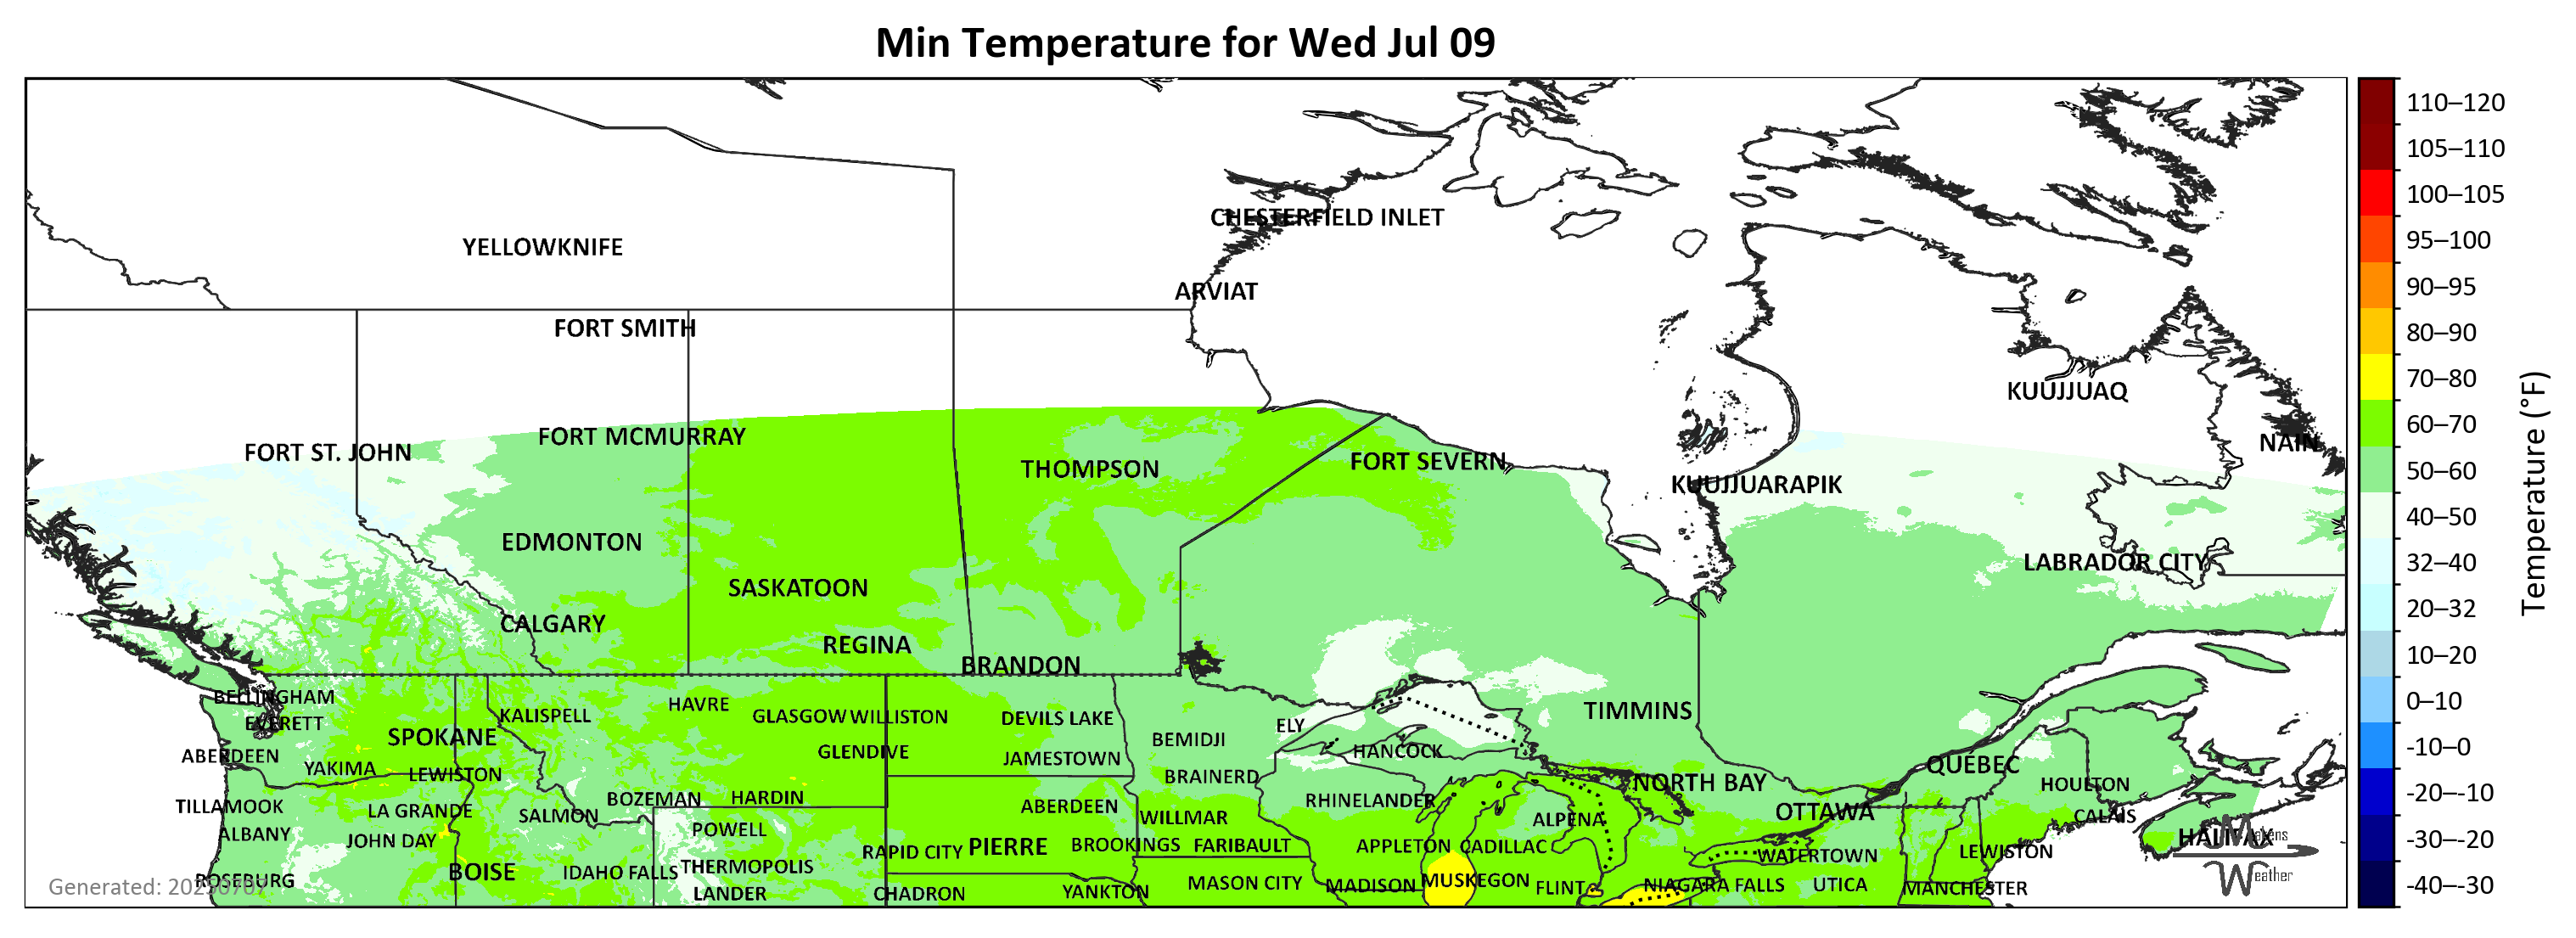 Min Temperature for Wed Jul 09
110–120
105–110
CHESTERFIELD INLET
100–105
YELLOWKNIFE
95–100
ARVIAT
90–95
FORT SMITH
80–90
KUUJJUAQ
70–80
FORT MCMURRAY
60–70
FORT ST. JOHN
NAIN
THOMPSON
FORT SEVERN
50–60
KUUJJUARAPIK
40–50
EDMONTON
LABRADOR CITY
32–40
Temperature (°F)
SASKATOON
20–32
CALGARY
REGINA
BRANDON
10–20
BELLINGHAM
HAVRE
0–10
KALISPELL
GLASGOW
WILLISTON
DEVILS LAKE
TIMMINS
EVERETT
ELY
SPOKANE
BEMIDJI
-10–0
ABERDEEN
GLENDIVE
JAMESTOWN
HANCOCK
YAKIMA
LEWISTON
BRAINERD
QUÉBEC
NORTH BAY
HOULTON
-20–-10
TILLAMOOK
LA GRANDE
SALMON
BOZEMAN
HARDIN
ABERDEEN
WILLMAR
RHINELANDER
ALPENA
OTTAWA
CALAIS
ALBANY
JOHN DAY
POWELL
PIERRE
BROOKINGS
FARIBAULT
APPLETON
CADILLAC
HALIFAX
Makens
-30–-20
RAPID CITY
WATERTOWN
LEWISTON
BOISE
IDAHO FALLS
THERMOPOLIS
Weather
ROSEBURG
Generated: 20250707
LANDER
CHADRON
YANKTON
MASON CITY
MADISON
MUSKEGON
FLINT
NIAGARA FALLS
UTICA
MANCHESTER
-40–-30